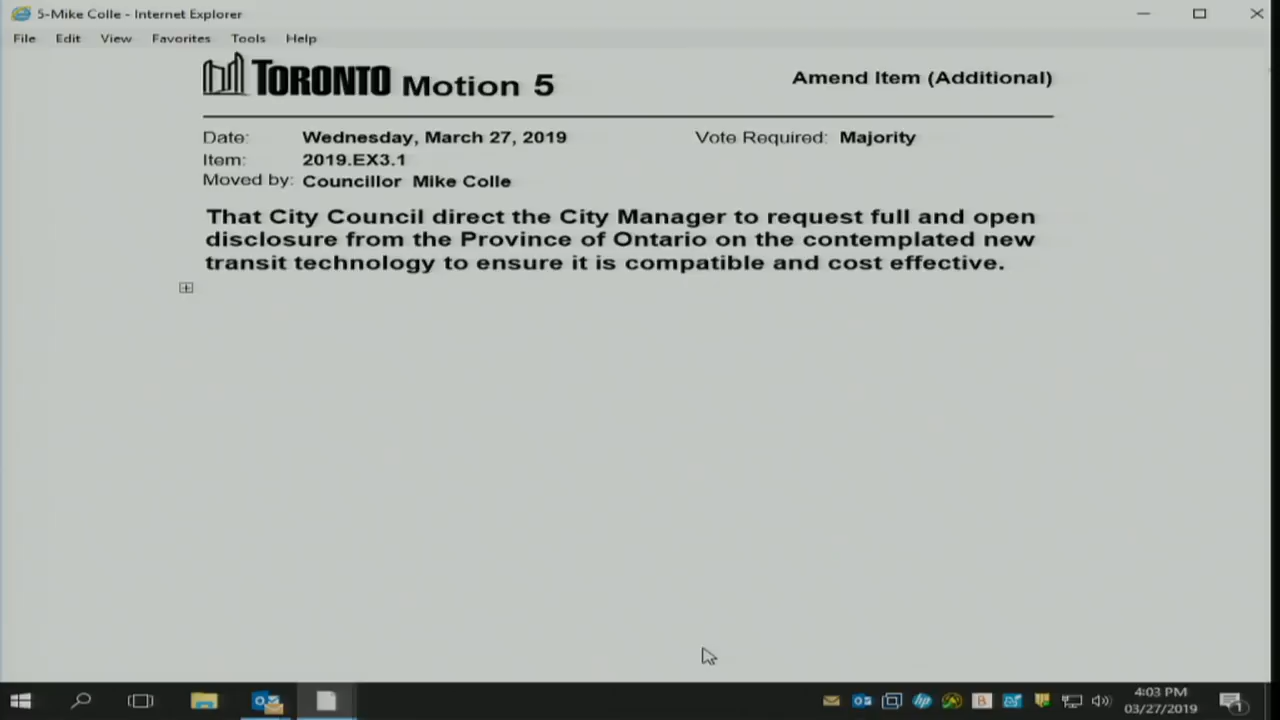 5-Mike Colle - Internet Explorer
File Edit View Favorites Tools Help
TORONTO Motion 5
Amend Item (Additional)
Date: Wednesday, March 27, 2019
Vote Required: Majority
Item: 2019.EX3.1
Moved by: Councillor Mike Colle
That City Council direct the City Manager to request full and open
disclosure from the Province of Ontario on the contemplated new
transit technology to ensure it is compatible and cost effective.
4:03 PM
03/27/2019